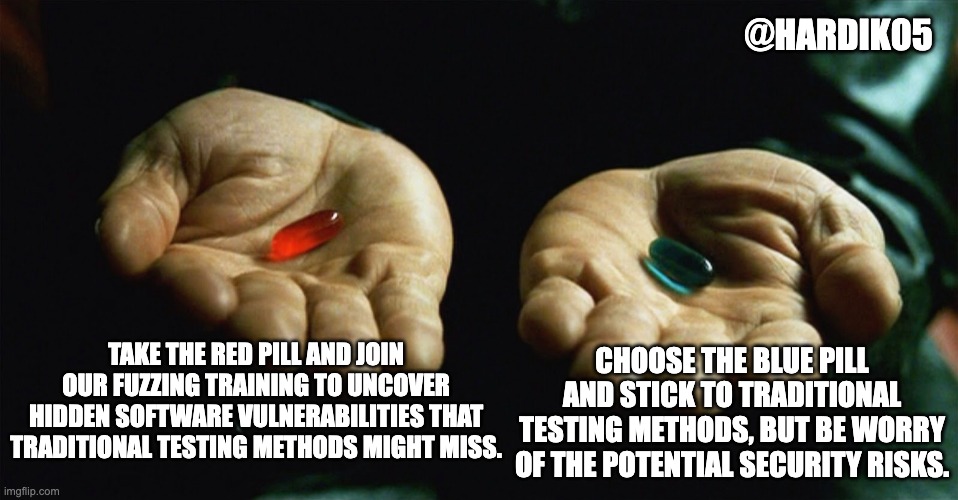 @HARDIK05
TAKE THE RED PILL AND JOIN
OUR FUZZING TRAINING TO UNCOVER
HIDDEN SOFTWARE VULNERABILITIES THAT
TRADITIONAL TESTING METHODS MIGHT MISS.
CHOOSE THE BLUE PILL
AND STICK TO TRADITIONAL
TESTING METHODS, BUT BE WORRY
OF THE POTENTIAL SECURITY RISKS.
imgflip.com